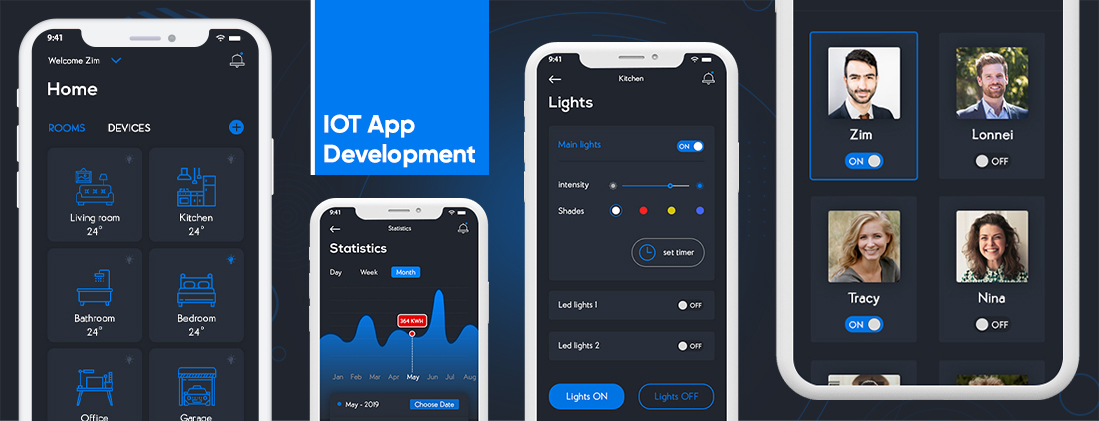 9:41
Welcome Zim
Home
ROOMS DEVICES
Living room
24°
Kitchen
24°
Bathroom
24°
Bedroom
24°
Office
Garage
IOT App
Development
9:41
Statistics
Statistics
Day Week Month
364 KWH
Jan Feb Mar Apr May Jun Jul Aug
May - 2019 Choose Date
9:41
Kitchen
Lights
Main lights ON
intensity
Shades
set timer
Led lights 1 OFF
Led lights 2 OFF
Lights ON Lights OFF
Zim
ON
Lonnei
OFF
Tracy
ON
Nina
OFF